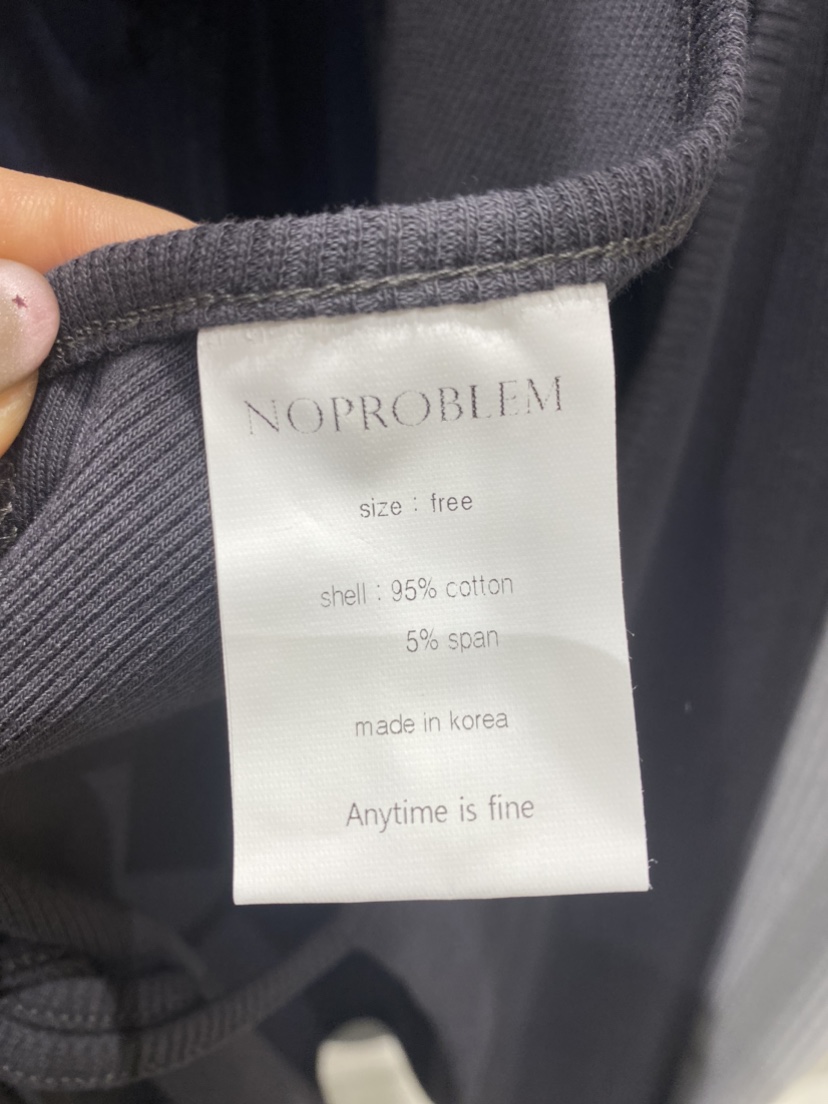 NOPROBLEM
size : free
shell : 95% cotton
5% span
made in korea
Anytime is fine